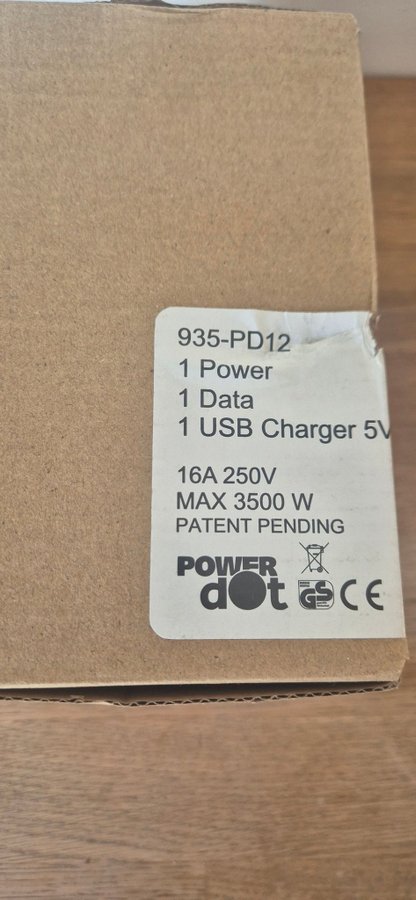 935-PD12
1 Power
1 Data
1 USB Charger 5V
16A 250V
MAX 3500 W
PATENT PENDING
POWER
dot
GS CE